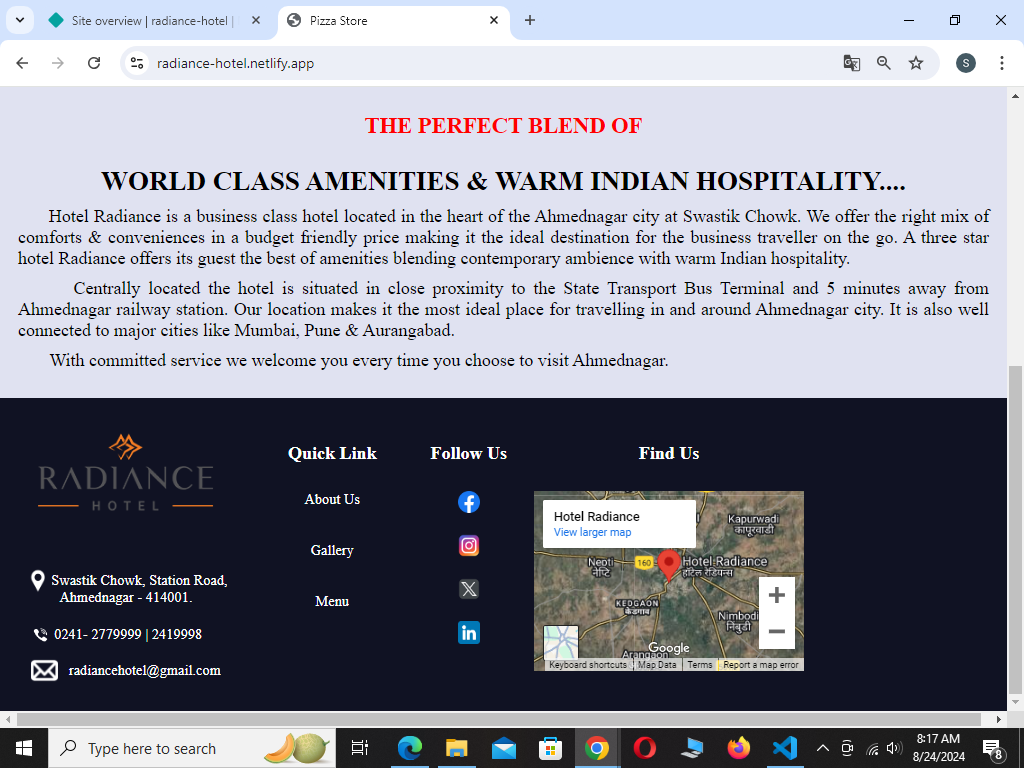 Site overview | radiance-hotel |
Pizza Store
radiance-hotel.netlify.app
S
THE PERFECT BLEND OF
WORLD CLASS AMENITIES & WARM INDIAN HOSPITALITY....
Hotel Radiance is a business class hotel located in the heart of the Ahmednagar city at Swastik Chowk. We offer the right mix of
comforts & conveniences in a budget friendly price making it the ideal destination for the business traveller on the go. A three star
hotel Radiance offers its guest the best of amenities blending contemporary ambience with warm Indian hospitality.
Centrally located the hotel is situated in close proximity to the State Transport Bus Terminal and 5 minutes away from
Ahmednagar railway station. Our location makes it the most ideal place for travelling in and around Ahmednagar city. It is also well
connected to major cities like Mumbai, Pune & Aurangabad.
With committed service we welcome you every time you choose to visit Ahmednagar.
RADIANCE
HOTEL
Swastik Chowk, Station Road,
Ahmednagar - 414001.
0241- 2779999 | 2419998
radiancehotel@gmail.com
Quick Link
About Us
Gallery
Menu
Follow Us
Find Us
Hotel Radiance
View larger map
Kapurwadi
कापूरवाडी
Nepti
नेप्टि
160
Hotel Radiance
हॉटेल रेडियन्स
KEDGAON
केडगाव
Nimbodi
निंबुडी
Arangaon
Google
Keyboard shortcuts
Map Data
Terms
Report a map error
Type here to search
8:17 AM
8/24/2024
8